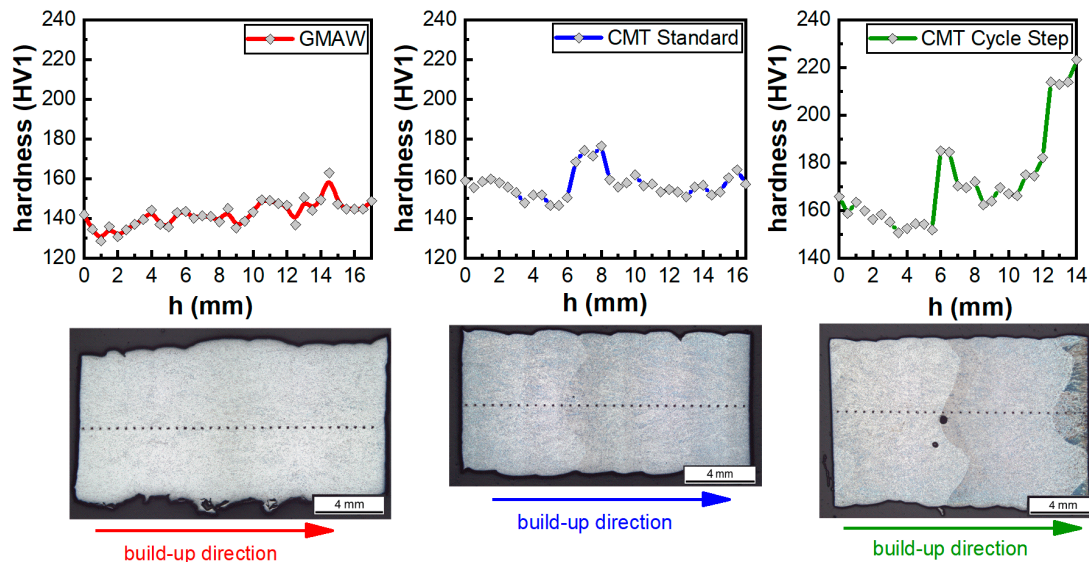 GMAW
hardness (HV1)
240
220
200
180
160
140
120
0 2 4 6 8 10 12 14 16
h (mm)
CMT Standard
hardness (HV1)
240
220
200
180
160
140
120
0 2 4 6 8 10 12 14 16
h (mm)
CMT Cycle Step
hardness (HV1)
220
200
180
160
140
0 2 4 6 8 10 12 14
h (mm)
4 mm
build-up direction
4 mm
build-up direction
4 mm
build-up direction